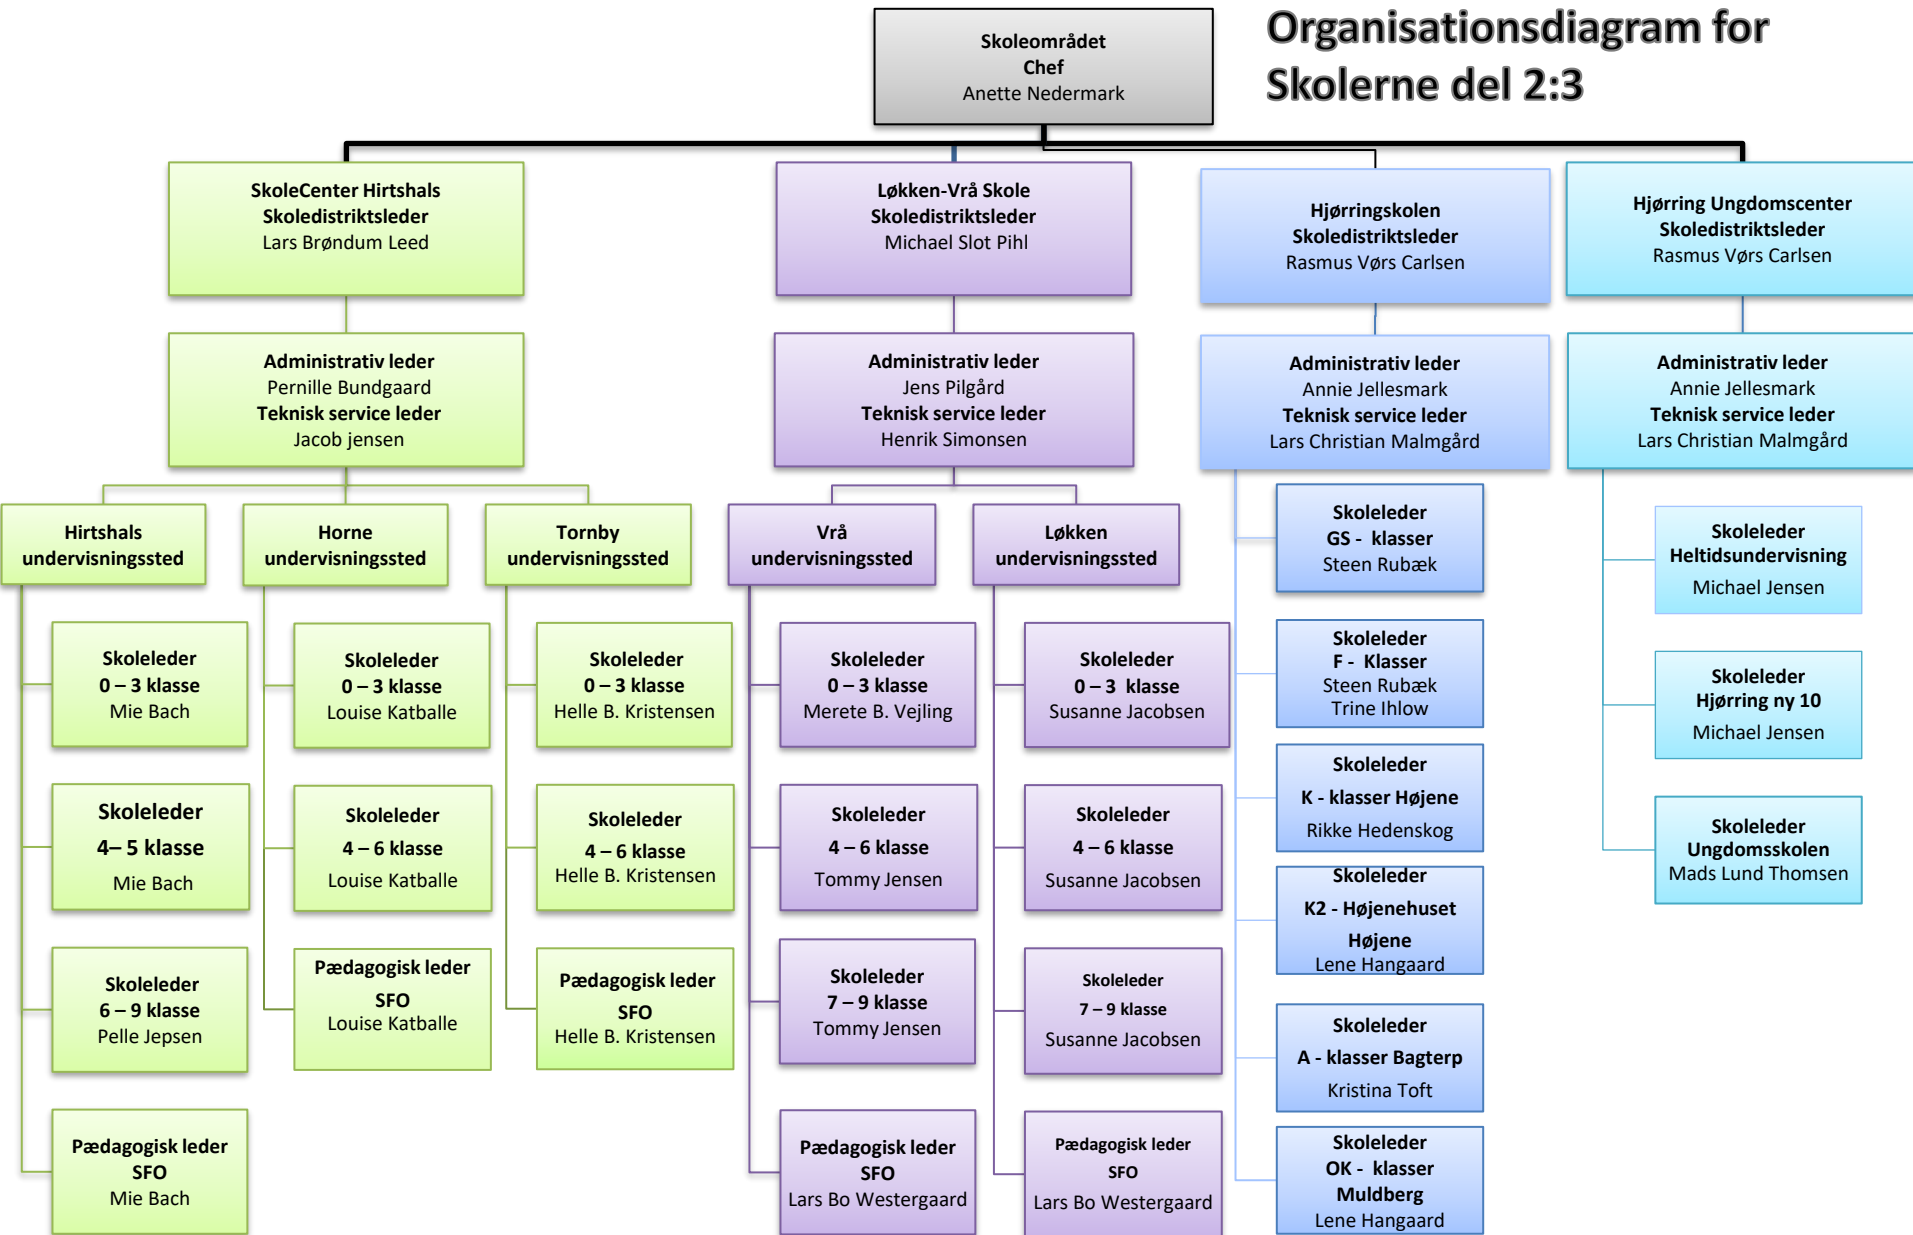 Organisationsdiagram for
Skolerne del 2:3
Skoleområdet
Chef
Anette Nedermark
SkoleCenter Hirtshals
Skoledistriktsleder
Lars Brøndum Leed
Løkken-Vrå Skole
Skoledistriktsleder
Michael Slot Pihl
Hjørringskolen
Skoledistriktsleder
Rasmus Vørs Carlsen
Hjørring Ungdomscenter
Skoledistriktsleder
Rasmus Vørs Carlsen
Administrativ leder
Pernille Bundgaard
Teknisk service leder
Jacob jensen
Administrativ leder
Jens Pilgård
Teknisk service leder
Henrik Simonsen
Administrativ leder
Annie Jellesmark
Teknisk service leder
Lars Christian Malmgård
Administrativ leder
Annie Jellesmark
Teknisk service leder
Lars Christian Malmgård
Hirtshals
undervisningssted
Skoleleder
0 – 3 klasse
Mie Bach
Skoleleder
4– 5 klasse
Mie Bach
Skoleleder
6 – 9 klasse
Pelle Jepsen
Pædagogisk leder
SFO
Mie Bach
Horne
undervisningssted
Skoleleder
0 – 3 klasse
Louise Katballe
Skoleleder
4 – 6 klasse
Louise Katballe
Pædagogisk leder
SFO
Louise Katballe
Tornby
undervisningssted
Skoleleder
0 – 3 klasse
Helle B. Kristensen
Skoleleder
4 – 6 klasse
Helle B. Kristensen
Pædagogisk leder
SFO
Helle B. Kristensen
Vrå
undervisningssted
Skoleleder
0 – 3 klasse
Merete B. Vejling
Skoleleder
4 – 6 klasse
Tommy Jensen
Skoleleder
7 – 9 klasse
Tommy Jensen
Pædagogisk leder
SFO
Lars Bo Westergaard
Løkken
undervisningssted
Skoleleder
0 – 3 klasse
Susanne Jacobsen
Skoleleder
4 – 6 klasse
Susanne Jacobsen
Skoleleder
7 – 9 klasse
Susanne Jacobsen
Pædagogisk leder
SFO
Lars Bo Westergaard
Skoleleder
GS - klasser
Steen Rubæk
Skoleleder
F - Klasser
Steen Rubæk
Trine Ihlow
Skoleleder
K - klasser Højene
Rikke Hedenskog
Skoleleder
K2 - Højenehuset
Højene
Lene Hangaard
Skoleleder
A - klasser Bagterp
Kristina Toft
Skoleleder
OK - klasser
Muldberg
Lene Hangaard
Skoleleder
Heltidsundervisning
Michael Jensen
Skoleleder
Hjørring ny 10
Michael Jensen
Skoleleder
Ungdomsskolen
Mads Lund Thomsen